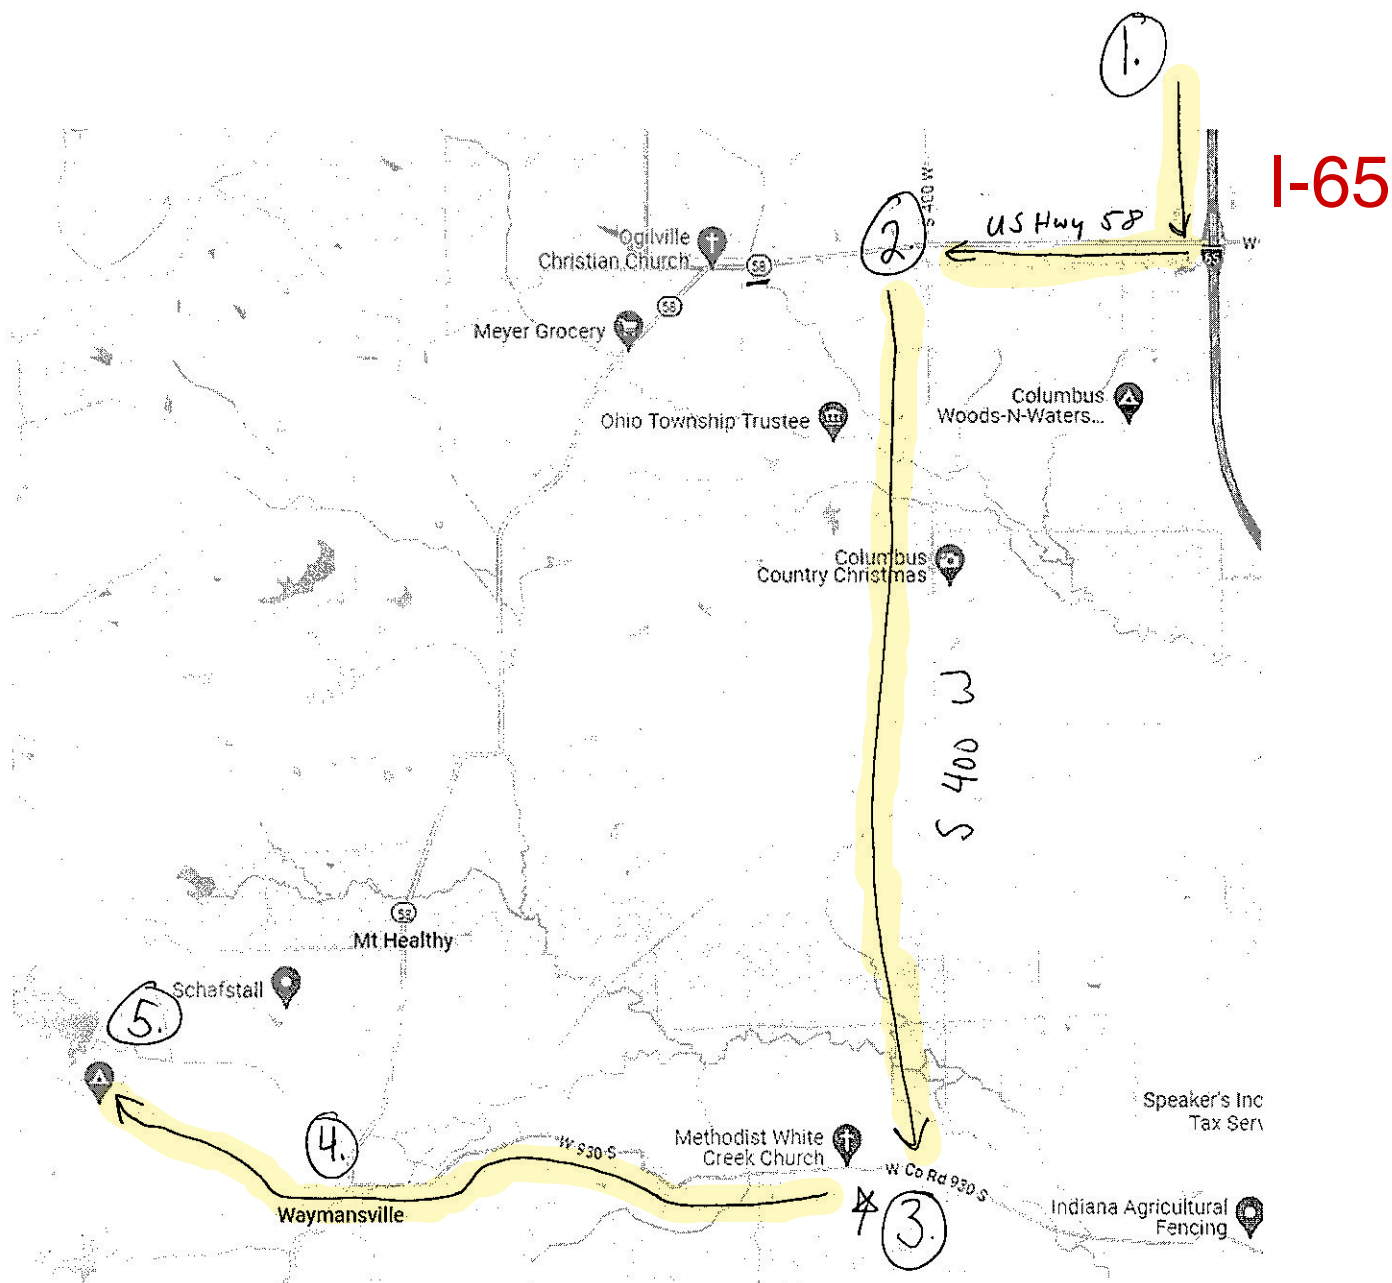 1.
I-65
S 400 W
US Hwy 58
2
W
65
Ogilville
Christian Church
58
58
Meyer Grocery
Columbus
Woods-N-Waters...
Ohio Township Trustee
Columbus
Country Christmas
S 400 W
58
Mt Healthy
Schafstall
5.
Speaker's Inc
Tax Serv
4.
W 930 S
Methodist White
Creek Church
W Co Rd 930 S
3.
Indiana Agricultural
Fencing
Waymansville